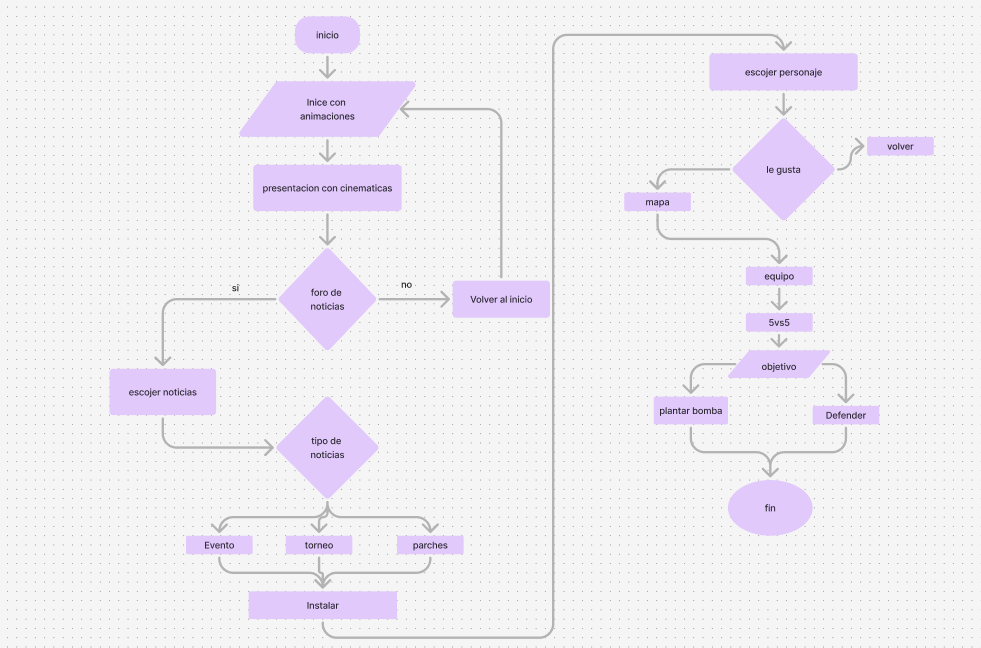 inicio
Inice con
animaciones
presentacion con cinematicas
foro de
noticias
si
no
Volver al inicio
escojer noticias
tipo de
noticias
Evento
torneo
parches
Instalar
escojer personaje
le gusta
volver
mapa
equipo
5vs5
objetivo
plantar bomba
Defender
fin